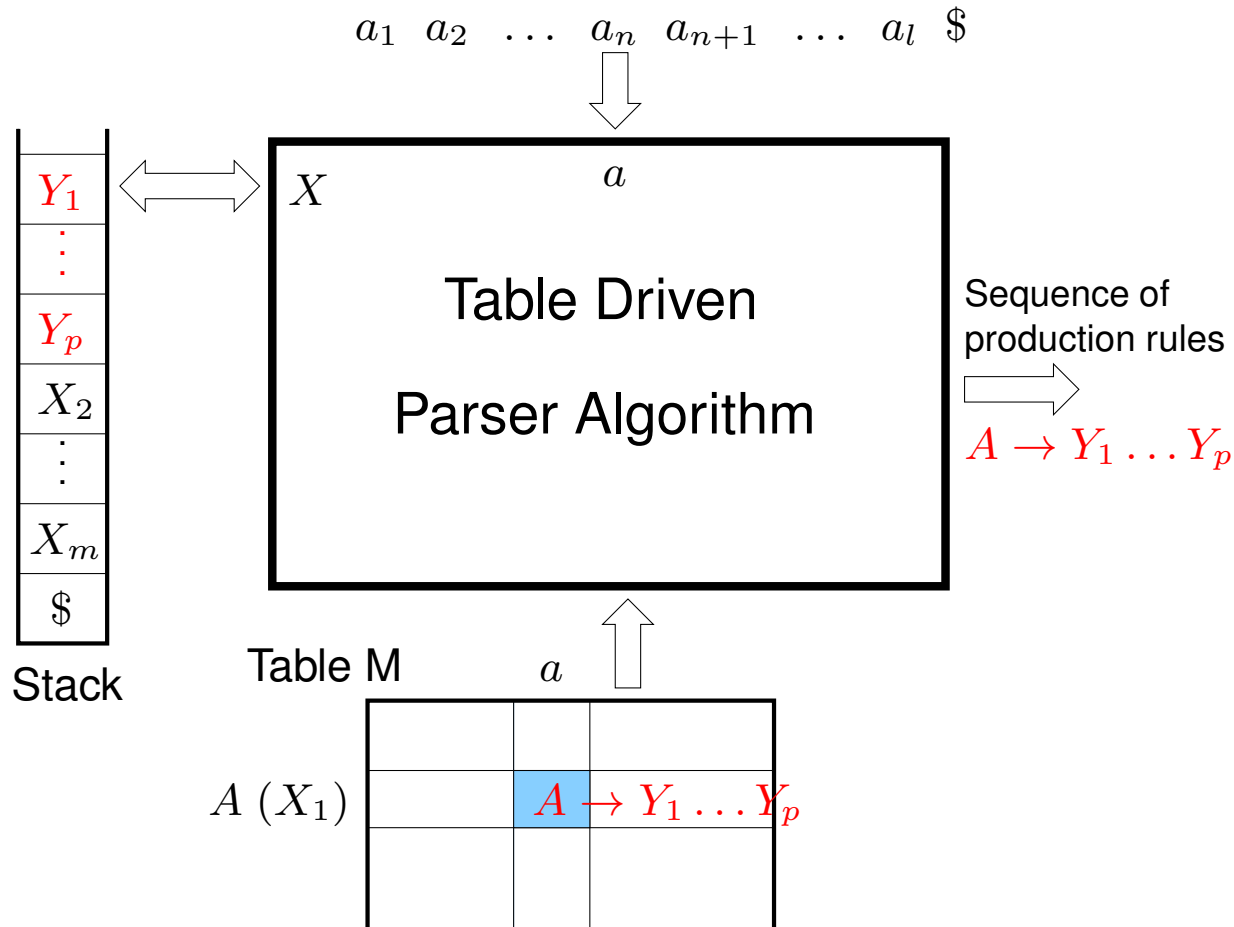 a₁ a₂ … aₙ aₙ₊₁ … aₗ $
Y₁
⋮
Yₚ
X₂
⋮
Xₘ
$
Stack
X
a
Table Driven
Parser Algorithm
Sequence of
production rules
A → Y₁ … Yₚ
Table M
a
A (X₁)
A → Y₁ … Yₚ